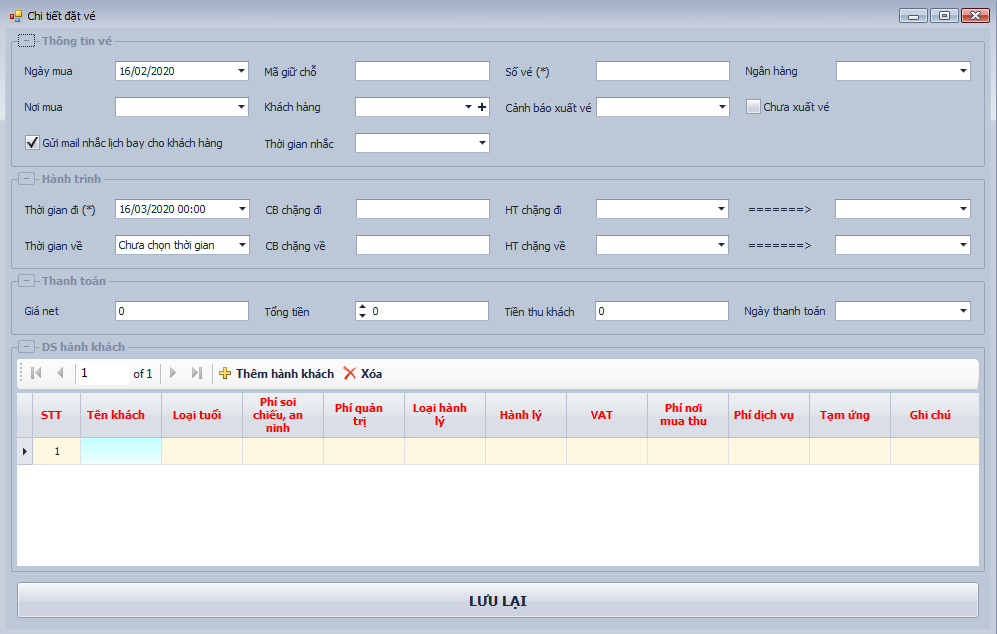 Chi tiết đặt vé
Thông tin vé
Ngày mua 16/02/2020 Mã giữ chỗ Số vé (*) Ngân hàng
Nơi mua Khách hàng Cảnh báo xuất vé Chưa xuất vé
Gửi mail nhắc lịch bay cho khách hàng Thời gian nhắc
Hành trình
Thời gian đi (*) 16/03/2020 00:00 CB chặng đi HT chặng đi =======>
Thời gian về Chưa chọn thời gian CB chặng về HT chặng về =======>
Thanh toán
Giá net 0 Tổng tiền 0 Tiền thu khách 0 Ngày thanh toán
DS hành khách
1 of 1 Thêm hành khách Xóa
STT Tên khách Loại tuổi Phí soi chiếu, an ninh Phí quản trị Loại hành lý Hành lý VAT Phí nơi mua thu Phí dịch vụ Tạm ứng Ghi chú
1
LƯU LẠI